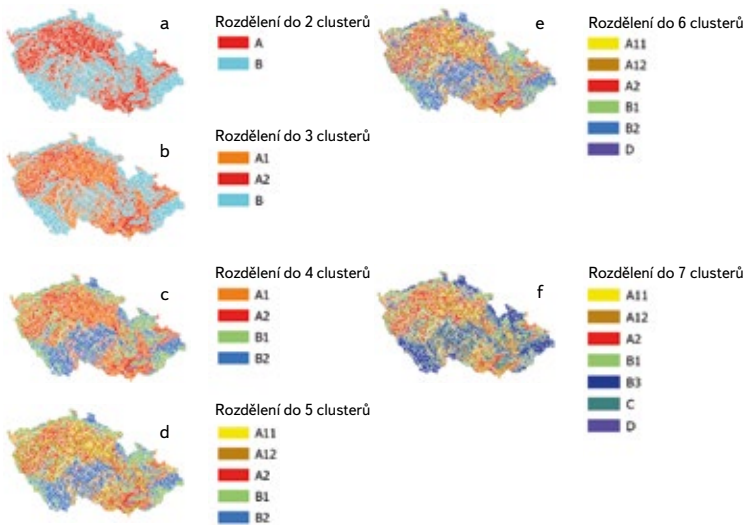 a
Rozdělení do 2 clusterů
A
B
b
Rozdělení do 3 clusterů
A1
A2
B
c
Rozdělení do 4 clusterů
A1
A2
B1
B2
d
Rozdělení do 5 clusterů
A11
A12
A2
B1
B2
e
Rozdělení do 6 clusterů
A11
A12
A2
B1
B2
D
f
Rozdělení do 7 clusterů
A11
A12
A2
B1
B3
C
D